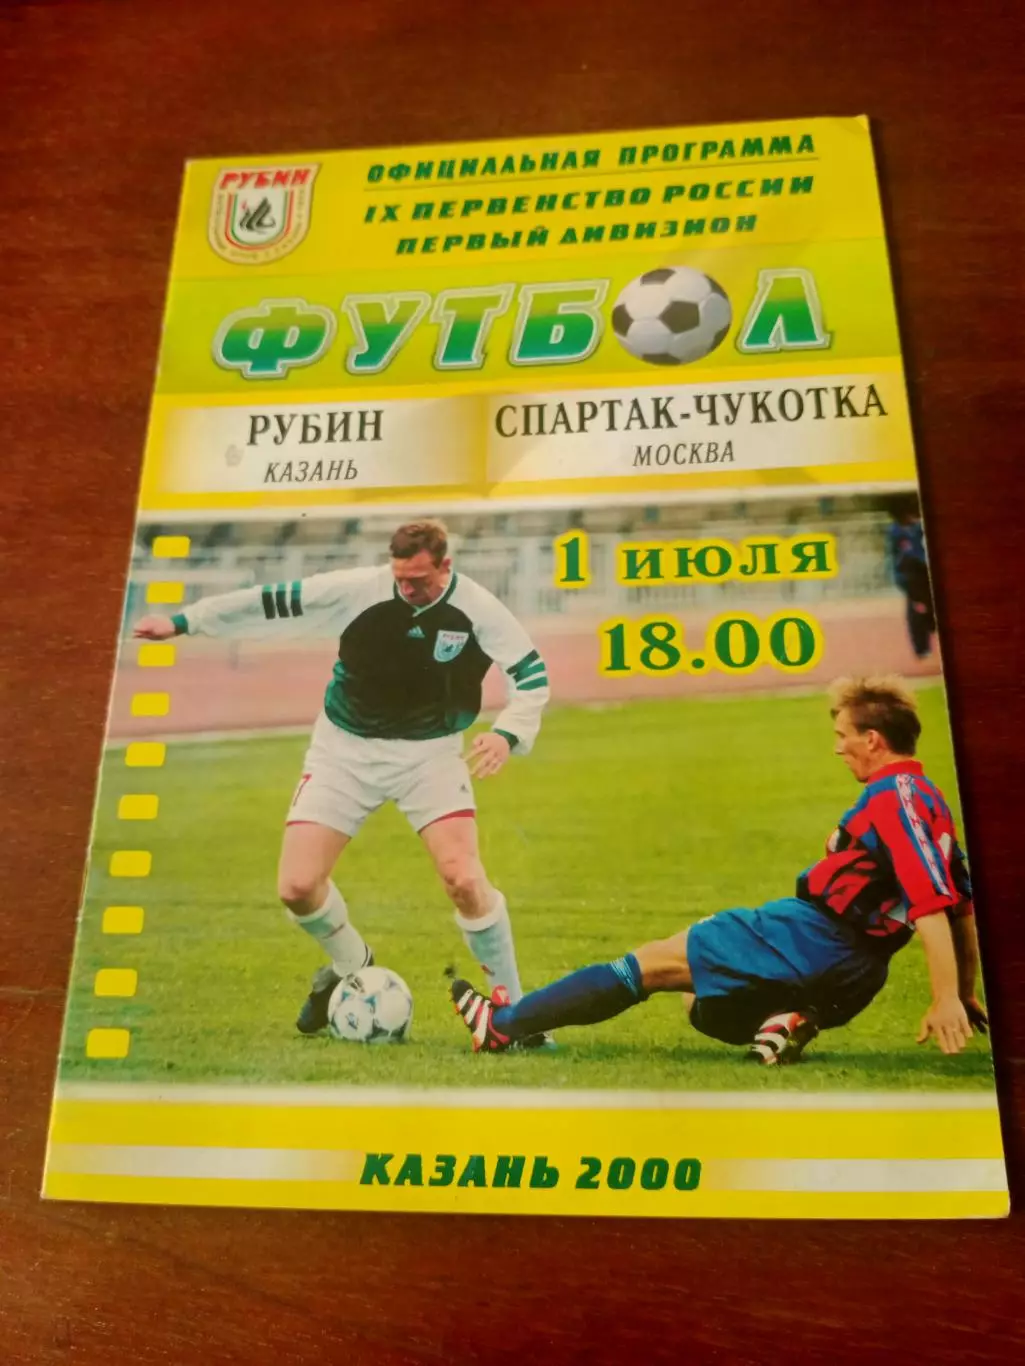 РУБИН
ОФИЦИАЛЬНАЯ ПРОГРАММА
IX ПЕРВЕНСТВО РОССИИ
ПЕРВЫЙ ДИВИЗИОН
ФУТБОЛ
РУБИН
КАЗАНЬ
СПАРТАК-ЧУКОТКА
МОСКВА
1 ИЮЛЯ
18.00
КАЗАНЬ 2000